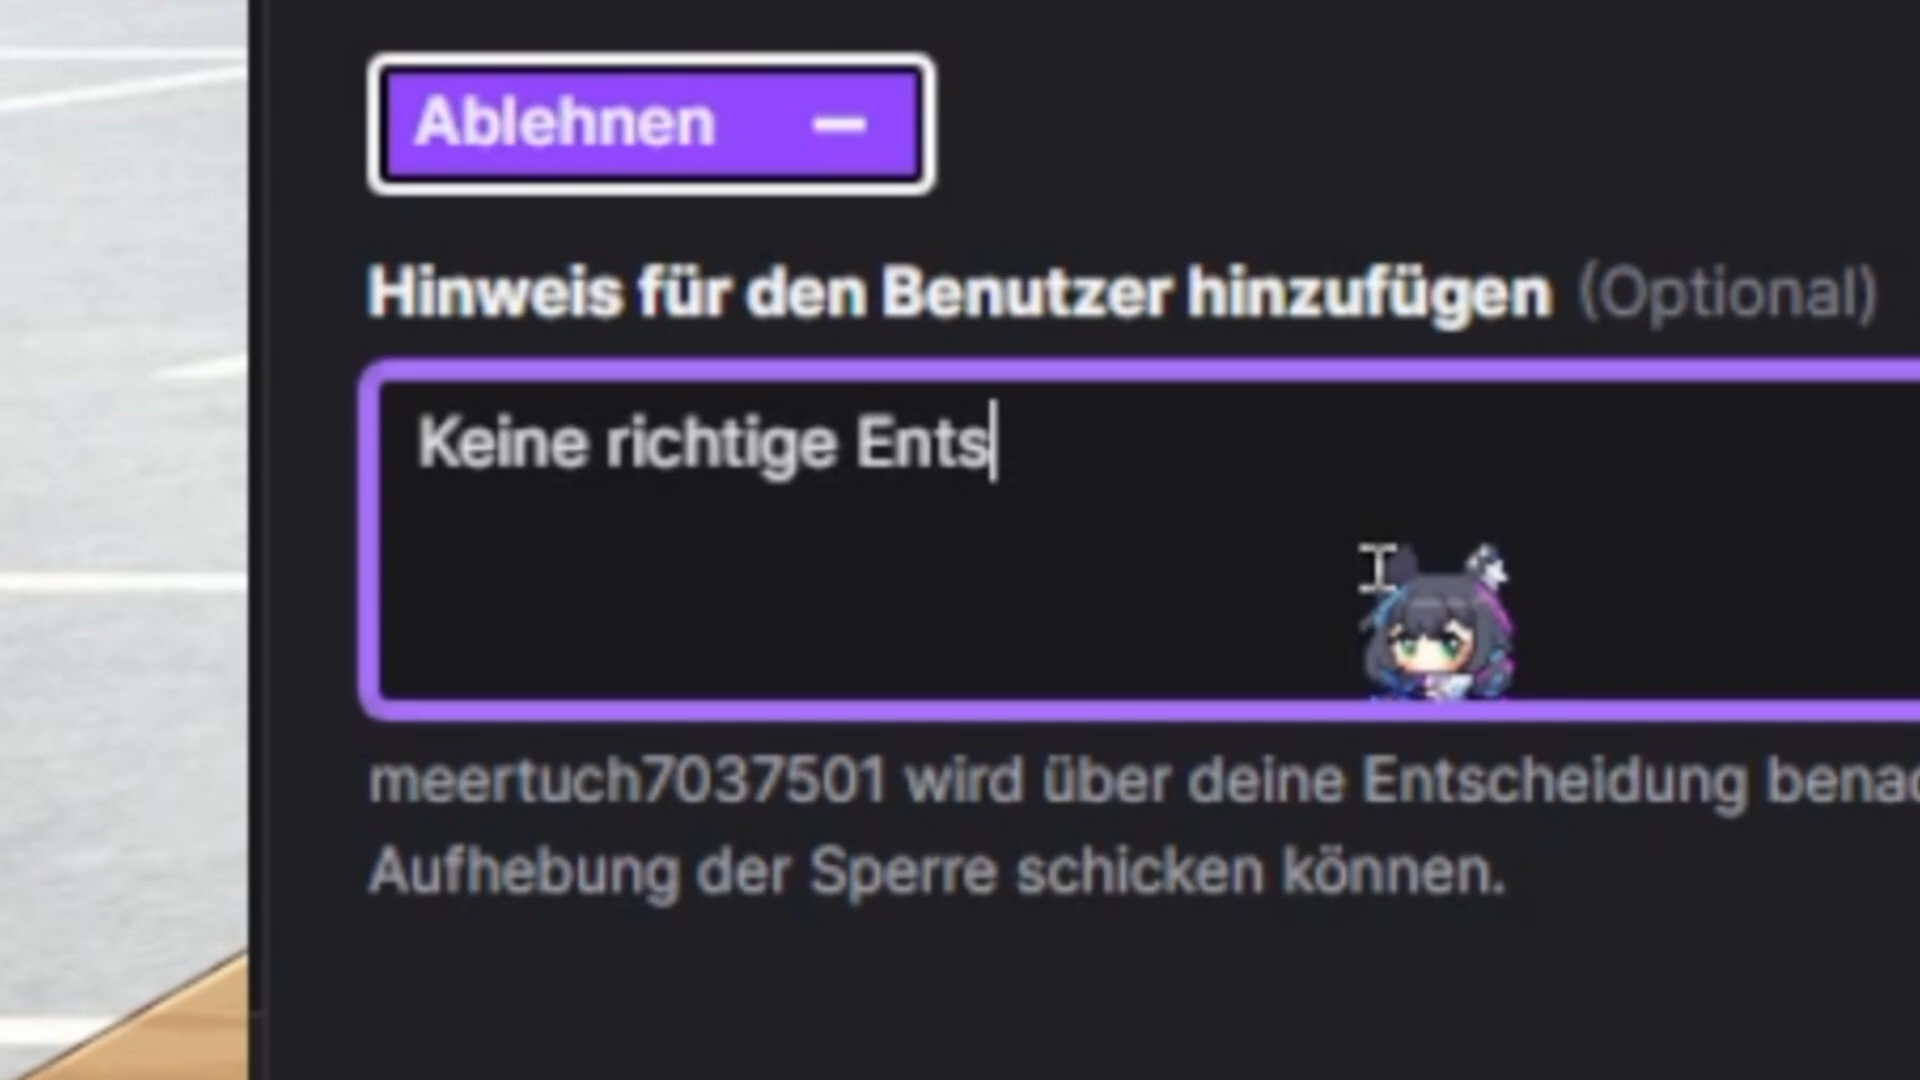 Ablehnen
Hinweis für den Benutzer hinzufügen (Optional)
Keine richtige Ents
meertuch7037501 wird über deine Entscheidung
Aufhebung der Sperre schicken können.